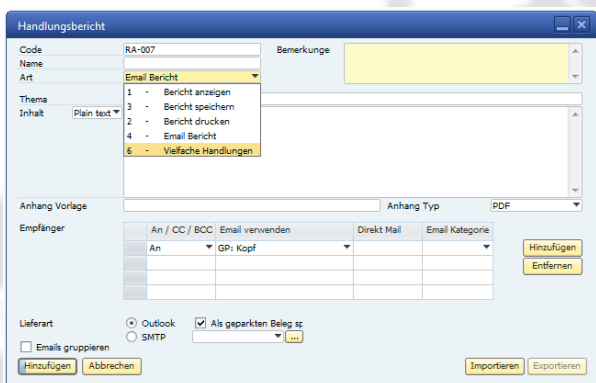 Handlungsbericht
Code RA-007 Bemerkunge
Name
Art Email Bericht
1 - Bericht anzeigen
3 - Bericht speichern
2 - Bericht drucken
4 - Email Bericht
6 - Vielfache Handlungen
Thema
Inhalt Plain text
Anhang Vorlage Anhang Typ PDF
Empfänger An / CC / BCC Email verwenden Direkt Mail Email Kategorie
An GP: Kopf Hinzufügen
Entfernen
Lieferart Outlook Als geparkten Beleg sp
SMTP ...
Emails gruppieren
Hinzufügen Abbrechen Importieren Exportieren